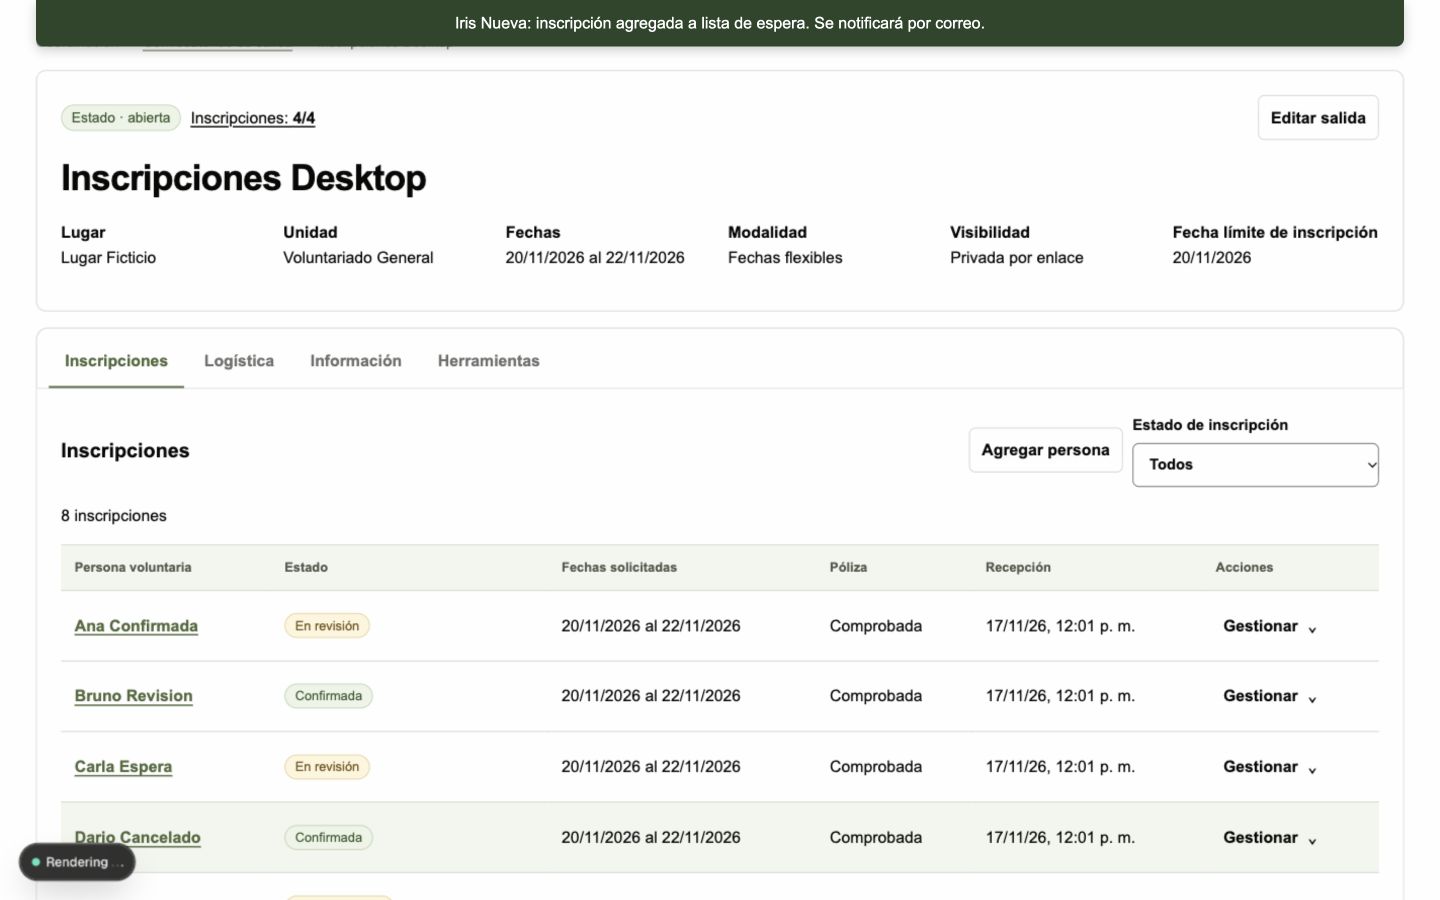 Iris Nueva: inscripción agregada a lista de espera. Se notificará por correo.
Estado · abierta
Inscripciones: 4/4
Editar salida
Inscripciones Desktop
Lugar
Lugar Ficticio
Unidad
Voluntariado General
Fechas
20/11/2026 al 22/11/2026
Modalidad
Fechas flexibles
Visibilidad
Privada por enlace
Fecha límite de inscripción
20/11/2026
Inscripciones
Logística
Información
Herramientas
Inscripciones
Agregar persona
Estado de inscripción
Todos
8 inscripciones
Persona voluntaria Estado Fechas solicitadas Póliza Recepción Acciones
Ana Confirmada En revisión 20/11/2026 al 22/11/2026 Comprobada 17/11/26, 12:01 p. m. Gestionar
Bruno Revision Confirmada 20/11/2026 al 22/11/2026 Comprobada 17/11/26, 12:01 p. m. Gestionar
Carla Espera En revisión 20/11/2026 al 22/11/2026 Comprobada 17/11/26, 12:01 p. m. Gestionar
Dario Cancelado Confirmada 20/11/2026 al 22/11/2026 Comprobada 17/11/26, 12:01 p. m. Gestionar
Rendering ...